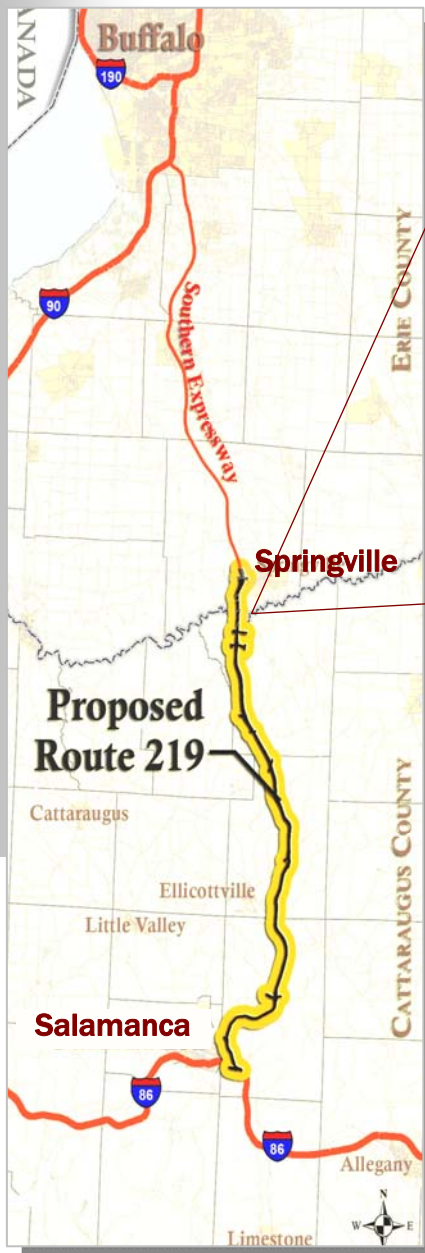 ANADA
Buffalo
190
ERIE COUNTY
90
Southern Expressway
Springville
Proposed
Route 219
Cattaraugus
CATTARAUGUS COUNTY
Ellicottville
Little Valley
Salamanca
86
86
Allegany
N
W E
S
Limestone